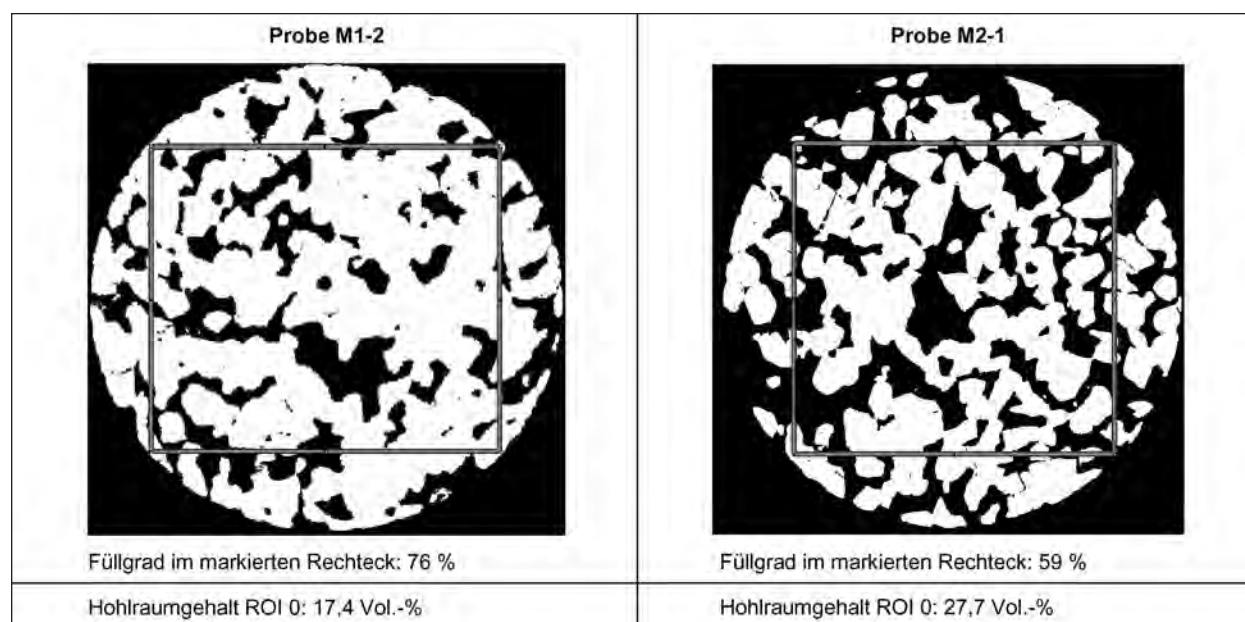 Probe M1-2
Probe M2-1
Füllgrad im markierten Rechteck: 76 %
Füllgrad im markierten Rechteck: 59 %
Hohlraumgehalt ROI 0: 17,4 Vol.-%
Hohlraumgehalt ROI 0: 27,7 Vol.-%